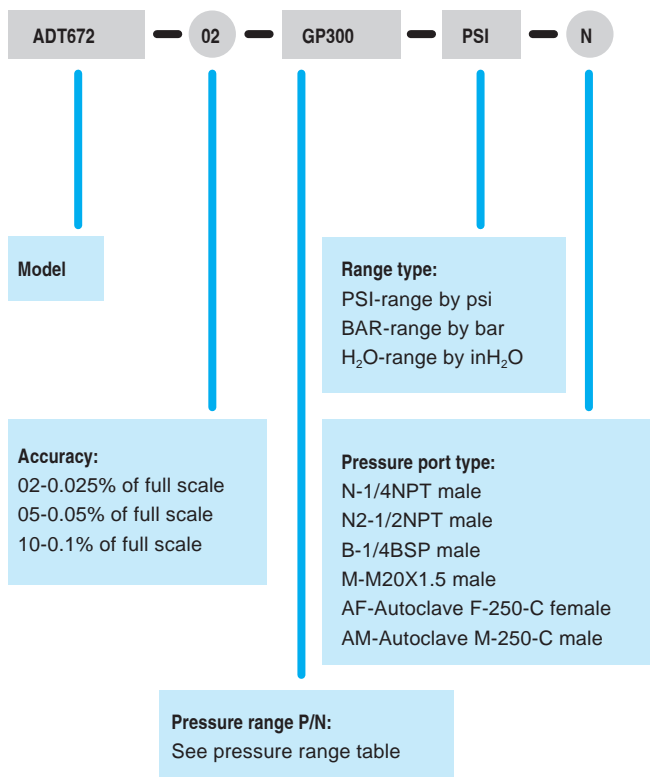 ADT672 02 GP300 PSI N
Model
Range type:
PSI-range by psi
BAR-range by bar
H₂O-range by inH₂O
Accuracy:
02-0.025% of full scale
05-0.05% of full scale
10-0.1% of full scale
Pressure port type:
N-1/4NPT male
N2-1/2NPT male
B-1/4BSP male
M-M20X1.5 male
AF-Autoclave F-250-C female
AM-Autoclave M-250-C male
Pressure range P/N:
See pressure range table